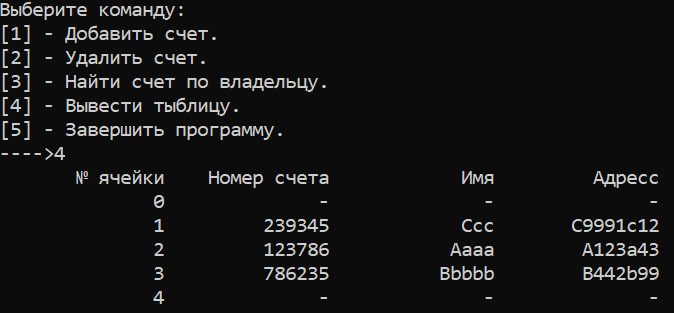 Выберите команду:
[1] - Добавить счет.
[2] - Удалить счет.
[3] - Найти счет по владельцу.
[4] - Вывести тыблицу.
[5] - Завершить программу.
---->4
№ ячейки Номер счета Имя Адресс
0 - - -
1 239345 Ccc C9991c12
2 123786 Aaaa A123a43
3 786235 Bbbbb B442b99
4 - - -